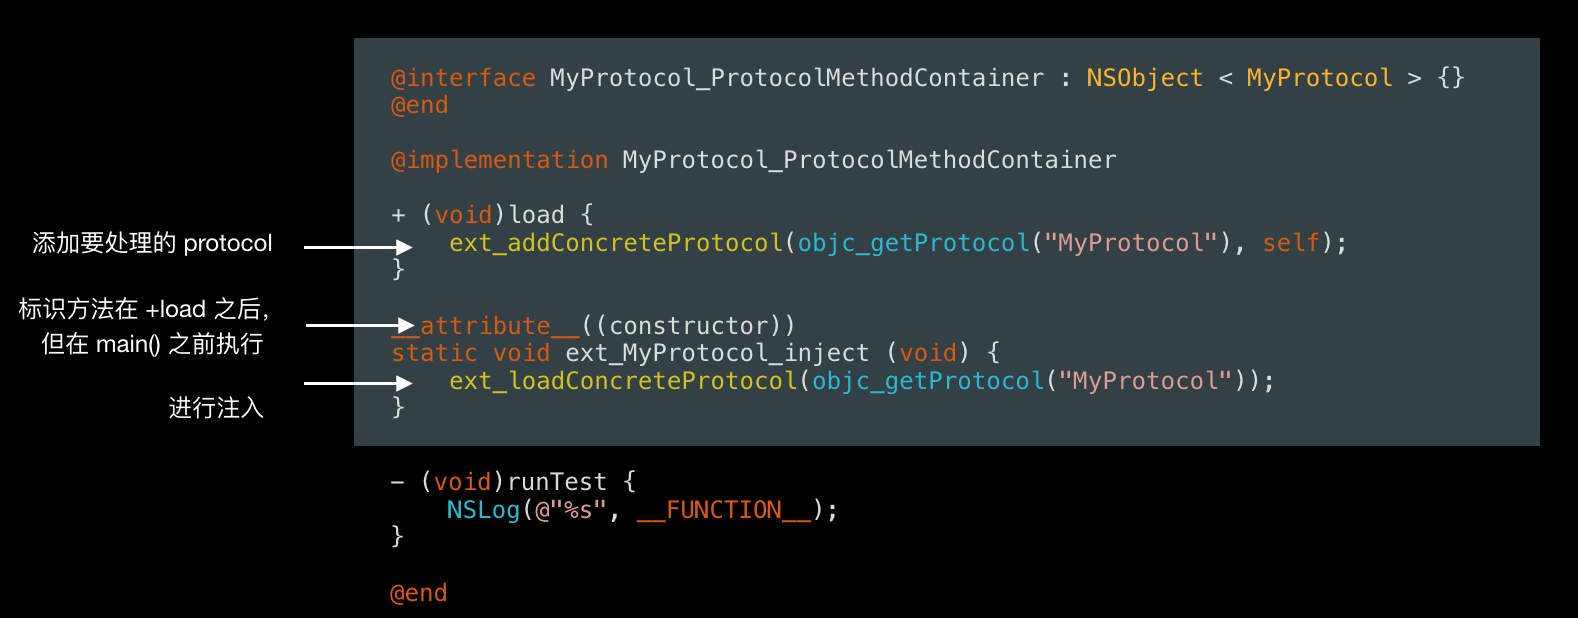 @interface MyProtocol_ProtocolMethodContainer : NSObject < MyProtocol > {}
@end
@implementation MyProtocol_ProtocolMethodContainer
+ (void)load {
添加要处理的 protocol
ext_addConcreteProtocol(objc_getProtocol("MyProtocol"), self);
}
标识方法在 +load 之后，
但在 main() 之前执行
__attribute__((constructor))
static void ext_MyProtocol_inject (void) {
进行注入
ext_loadConcreteProtocol(objc_getProtocol("MyProtocol"));
}
- (void)runTest {
NSLog(@"%s", __FUNCTION__);
}
@end